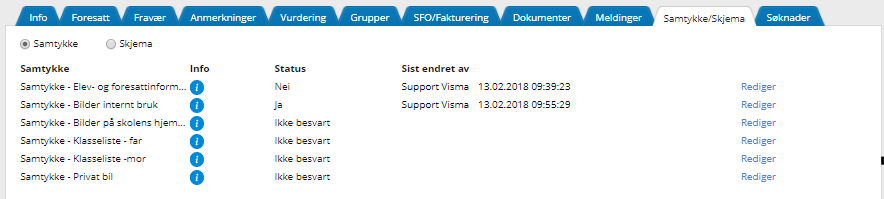 Info Foresatt Fravær Anmerkninger Vurdering Grupper SFO/Fakturering Dokumenter Meldinger Samtykke/Skjema Søknader
Samtykke Skjema
Samtykke Info Status Sist endret av
Samtykke - Elev- og foresattinform... i Nei Support Visma 13.02.2018 09:39:23 Rediger
Samtykke - Bilder internt bruk i Ja Support Visma 13.02.2018 09:55:29 Rediger
Samtykke - Bilder på skolens hjem... i Ikke besvart Rediger
Samtykke - Klasseliste - far i Ikke besvart Rediger
Samtykke - Klasseliste -mor i Ikke besvart Rediger
Samtykke - Privat bil i Ikke besvart Rediger